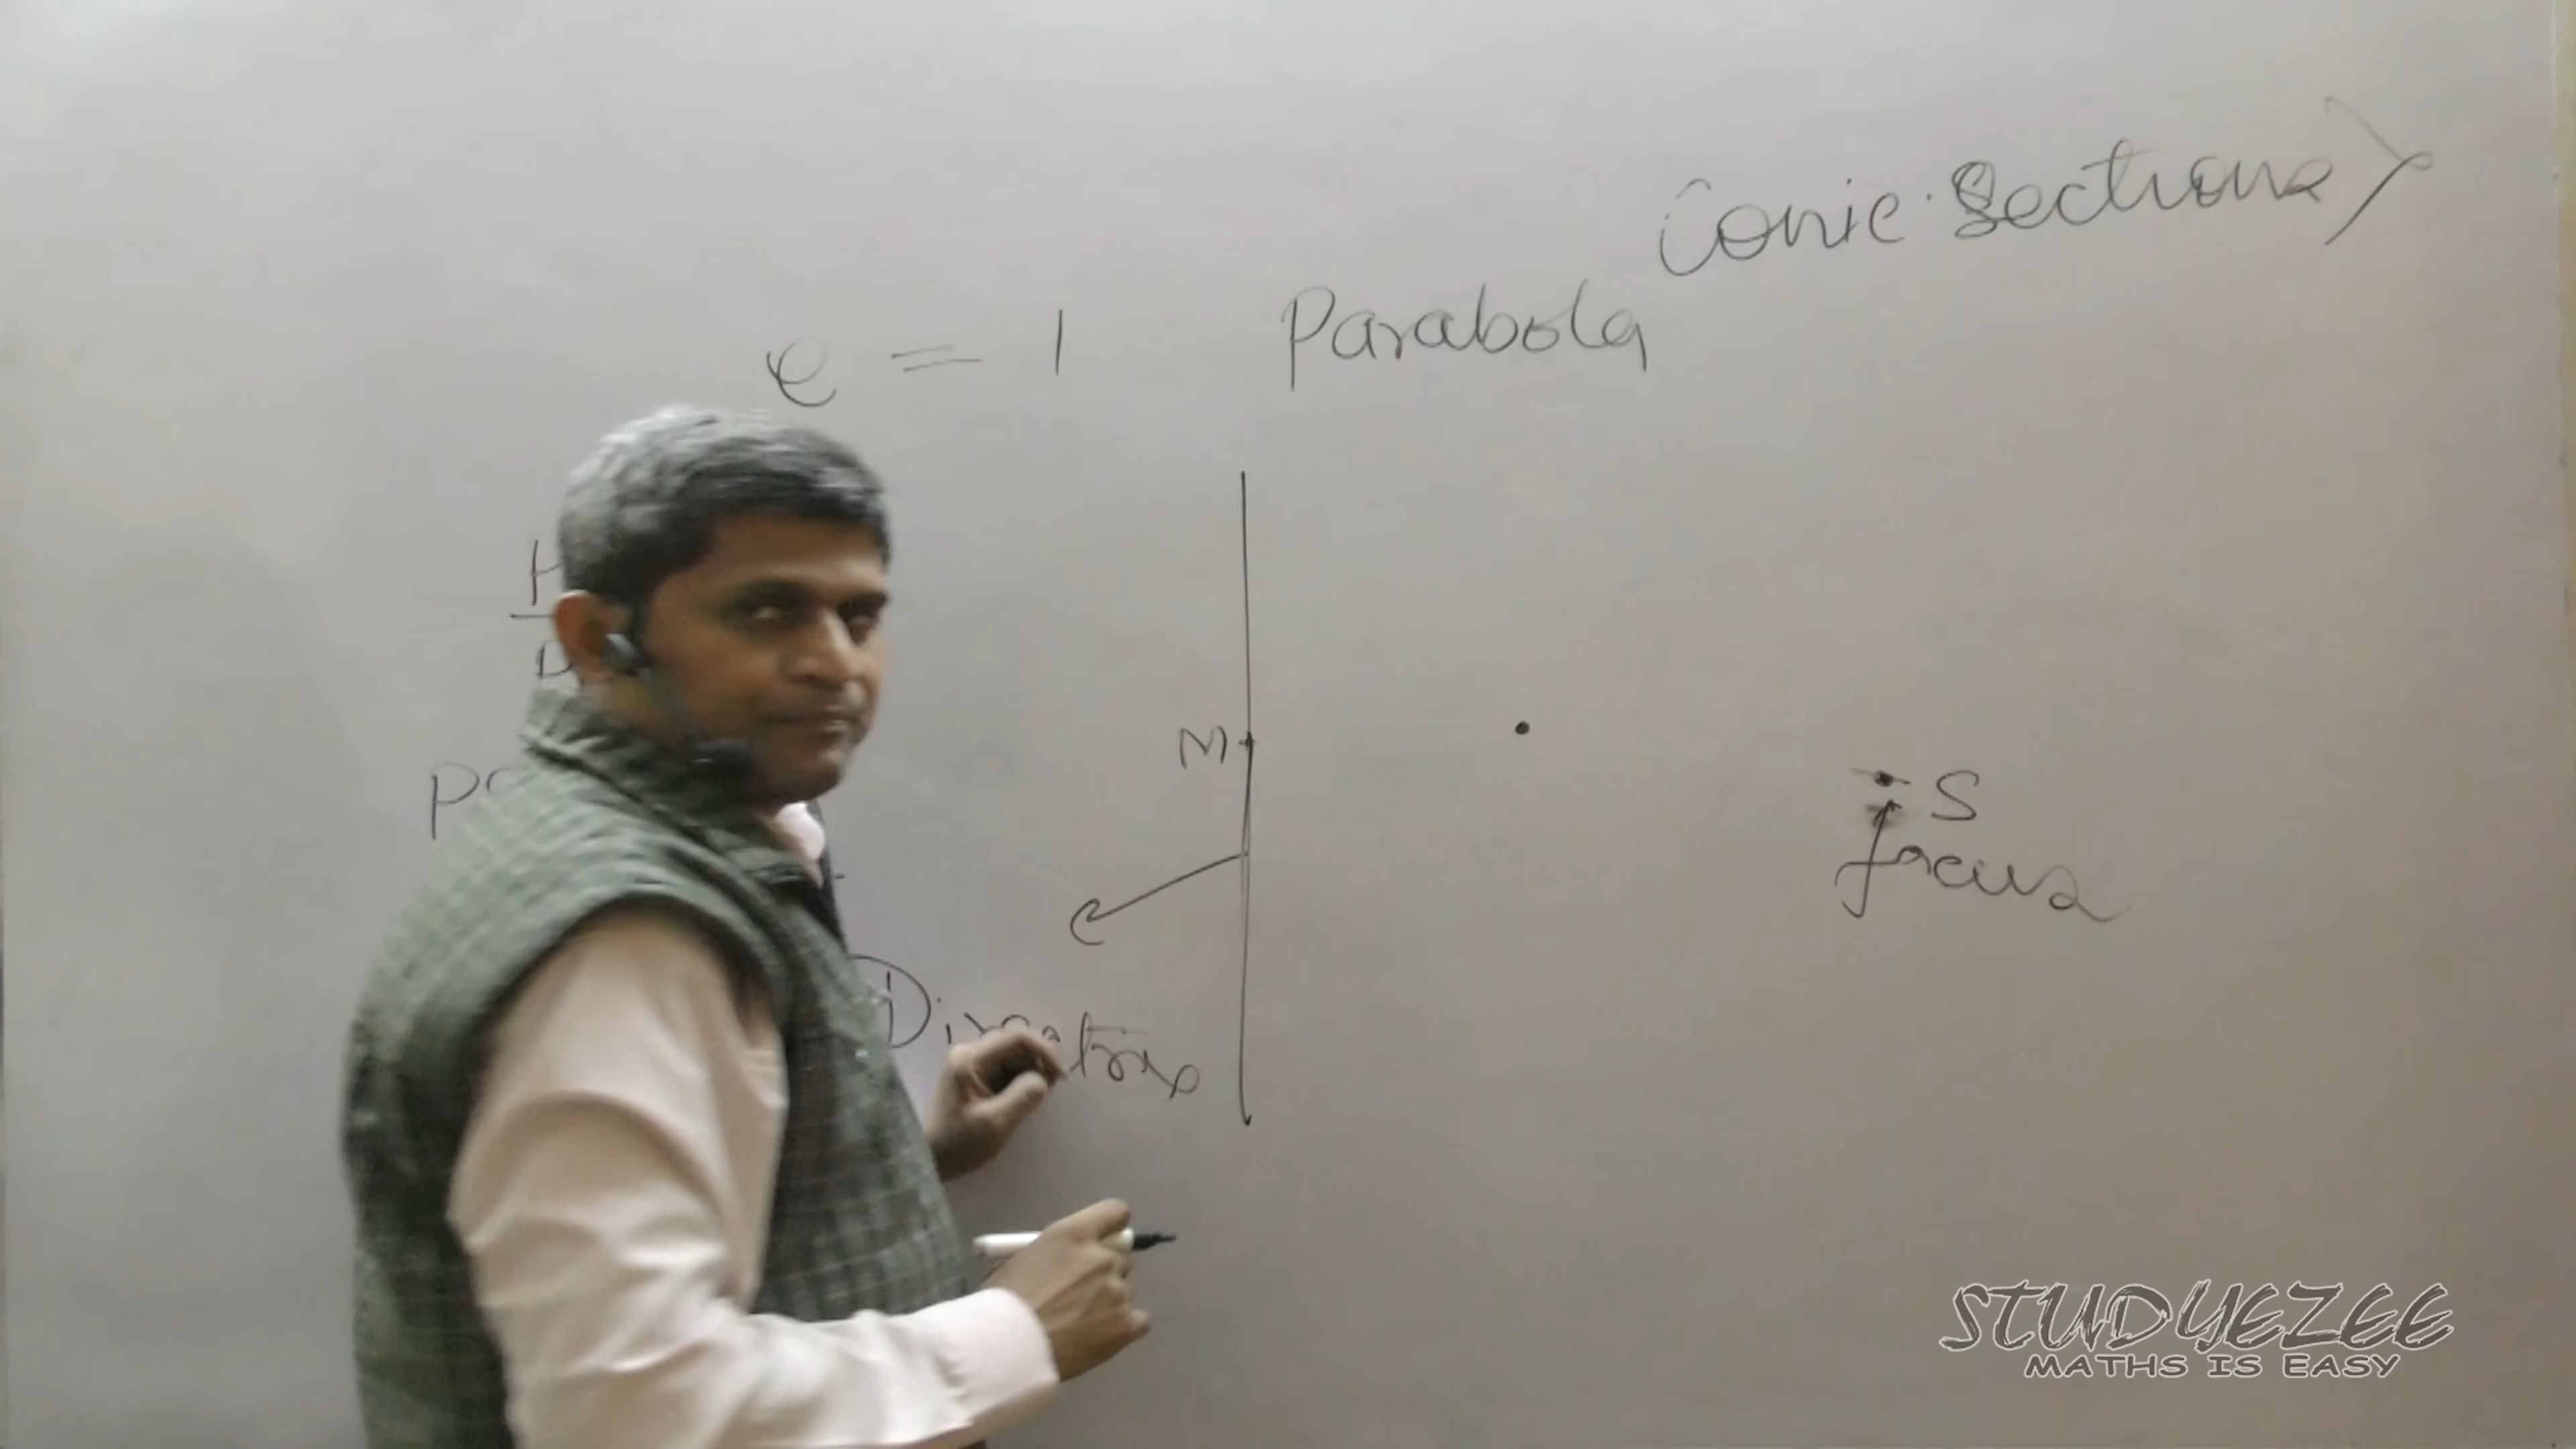 Conic Sections
e = 1 Parabola
M
S
focus
Directrix
STUDYEZEE
MATHS IS EASY